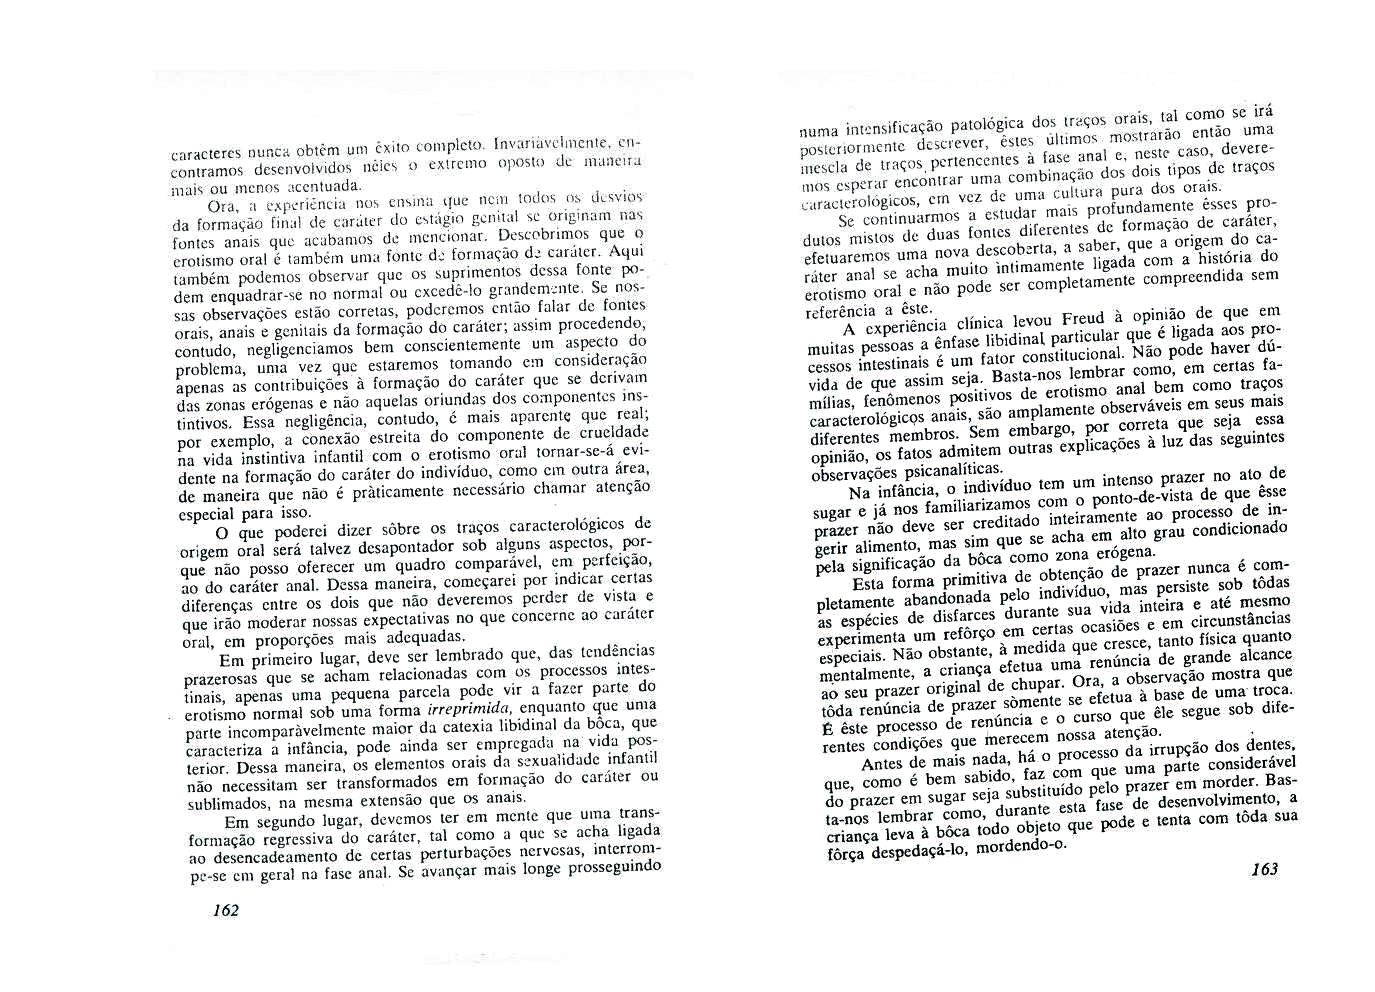 caracteres nunca obtêm um êxito completo. Invariàvelmente, en-
contramos desenvolvidos nêles o extremo oposto de maneira
mais ou menos acentuada.
Ora, a experiência nos ensina que nem todos os desvios
da formação final de caráter do estágio genital se originam nas
fontes anais que acabamos de mencionar. Descobrimos que o
erotismo oral é também uma fonte de formação de caráter. Aqui
também podemos observar que os suprimentos dessa fonte po-
dem enquadrar-se no normal ou excedê-lo grandemente. Se nos-
sas observações estão corretas, poderemos então falar de fontes
orais, anais e genitais da formação do caráter; assim procedendo,
contudo, negligenciamos bem conscientemente um aspecto do
problema, uma vez que estaremos tomando em consideração
apenas as contribuições à formação do caráter que se derivam
das zonas erógenas e não aquelas oriundas dos componentes ins-
tintivos. Essa negligência, contudo, é mais aparente que real;
por exemplo, a conexão estreita do componente de crueldade
na vida instintiva infantil com o erotismo oral tornar-se-á evi-
dente na formação do caráter do indivíduo, como em outra área,
de maneira que não é pràticamente necessário chamar atenção
especial para isso.
O que poderei dizer sôbre os traços caracterológicos de
origem oral será talvez desapontador sob alguns aspectos, por-
que não posso oferecer um quadro comparável, em perfeição,
ao do caráter anal. Dessa maneira, começarei por indicar certas
diferenças entre os dois que não deveremos perder de vista e
que irão moderar nossas expectativas no que concerne ao caráter
oral, em proporções mais adequadas.
Em primeiro lugar, deve ser lembrado que, das tendências
prazerosas que se acham relacionadas com os processos intes-
tinais, apenas uma pequena parcela pode vir a fazer parte do
erotismo normal sob uma forma irreprimida, enquanto que uma
parte incomparàvelmente maior da catexia libidinal da bôca, que
caracteriza a infância, pode ainda ser empregada na vida pos-
terior. Dessa maneira, os elementos orais da sexualidade infantil
não necessitam ser transformados em formação do caráter ou
sublimados, na mesma extensão que os anais.
Em segundo lugar, devemos ter em mente que uma trans-
formação regressiva do caráter, tal como a que se acha ligada
ao desencadeamento de certas perturbações nervosas, interrom-
pe-se em geral na fase anal. Se avançar mais longe prosseguindo
162
numa intensificação patológica dos traços orais, tal como se irá
posteriormente descrever, êstes últimos mostrarão então uma
mescla de traços pertencentes à fase anal e, neste caso, devere-
mos esperar encontrar uma combinação dos dois tipos de traços
caracterológicos, em vez de uma cultura pura dos orais.
Se continuarmos a estudar mais profundamente êsses pro-
dutos mistos de duas fontes diferentes de formação de caráter,
efetuaremos uma nova descoberta, a saber, que a origem do ca-
ráter anal se acha muito intimamente ligada com a história do
erotismo oral e não pode ser completamente compreendida sem
referência a êste.
A experiência clínica levou Freud à opinião de que em
muitas pessoas a ênfase libidinal particular que é ligada aos pro-
cessos intestinais é um fator constitucional. Não pode haver dú-
vida de que assim seja. Basta-nos lembrar como, em certas fa-
mílias, fenômenos positivos de erotismo anal bem como traços
caracterológicos anais, são amplamente observáveis em seus mais
diferentes membros. Sem embargo, por correta que seja essa
opinião, os fatos admitem outras explicações à luz das seguintes
observações psicanalíticas.
Na infância, o indivíduo tem um intenso prazer no ato de
sugar e já nos familiarizamos com o ponto-de-vista de que êsse
prazer não deve ser creditado inteiramente ao processo de in-
gerir alimento, mas sim que se acha em alto grau condicionado
pela significação da bôca como zona erógena.
Esta forma primitiva de obtenção de prazer nunca é com-
pletamente abandonada pelo indivíduo, mas persiste sob tôdas
as espécies de disfarces durante sua vida inteira e até mesmo
experimenta um refôrço em certas ocasiões e em circunstâncias
especiais. Não obstante, à medida que cresce, tanto física quanto
mentalmente, a criança efetua uma renúncia de grande alcance
ao seu prazer original de chupar. Ora, a observação mostra que
tôda renúncia de prazer sòmente se efetua à base de uma troca.
É êste processo de renúncia e o curso que êle segue sob dife-
rentes condições que merecem nossa atenção.
Antes de mais nada, há o processo da irrupção dos dentes,
que, como é bem sabido, faz com que uma parte considerável
do prazer em sugar seja substituído pelo prazer em morder. Bas-
ta-nos lembrar como, durante esta fase de desenvolvimento, a
criança leva à bôca todo objeto que pode e tenta com tôda sua
fôrça despedaçá-lo, mordendo-o.
163